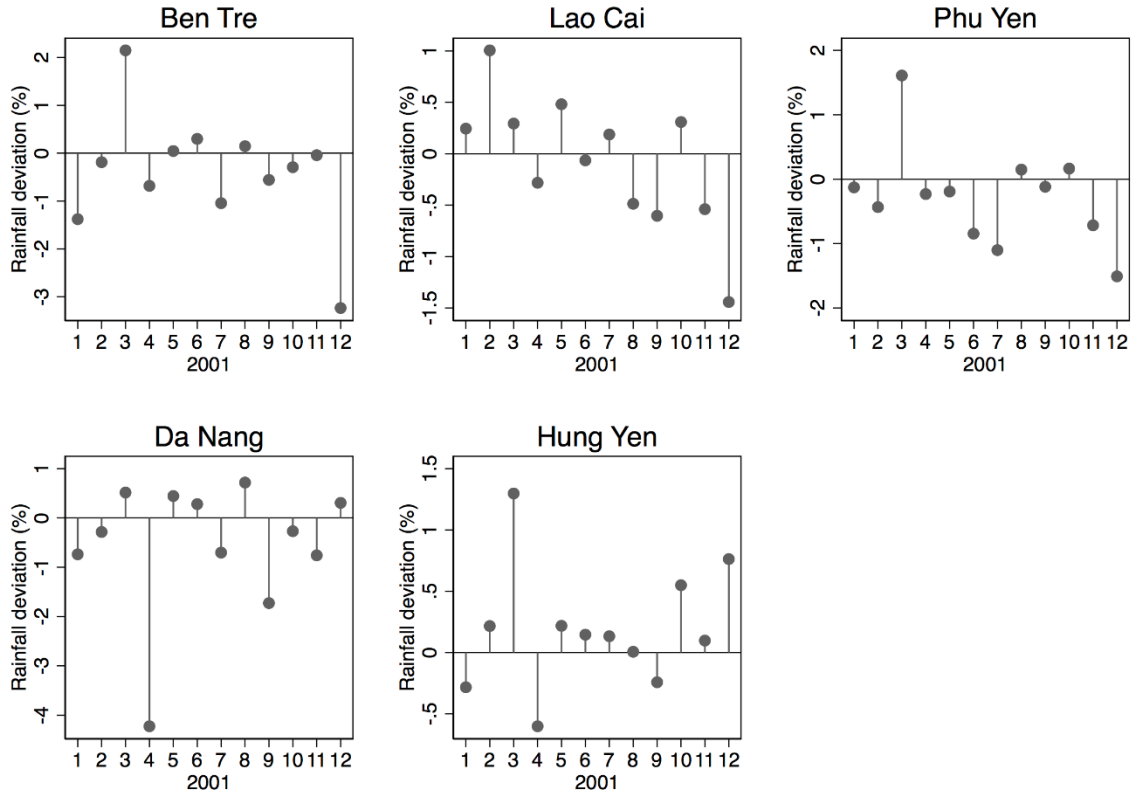 Ben Tre
Rainfall deviation (%)
2
1
0
-1
-2
-3
1 2 3 4 5 6 7 8 9 10 11 12
2001
Lao Cai
Rainfall deviation (%)
1
.5
0
-.5
-1
-1.5
1 2 3 4 5 6 7 8 9 10 11 12
2001
Phu Yen
Rainfall deviation (%)
2
1
0
-1
-2
1 2 3 4 5 6 7 8 9 10 11 12
2001
Da Nang
Rainfall deviation (%)
1
0
-1
-2
-3
-4
1 2 3 4 5 6 7 8 9 10 11 12
2001
Hung Yen
Rainfall deviation (%)
1.5
1
.5
0
-.5
1 2 3 4 5 6 7 8 9 10 11 12
2001